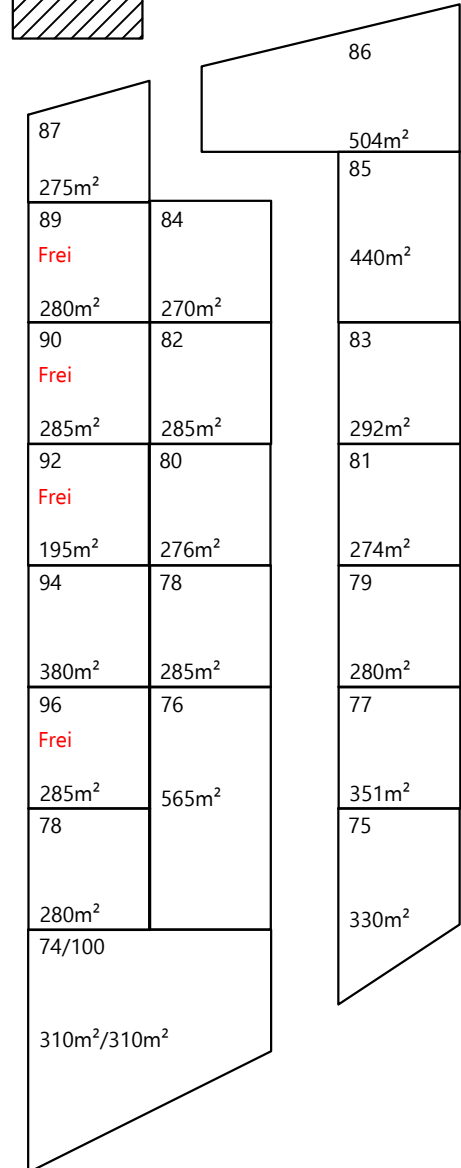 86
504m²
87
275m²
85
440m²
89
Frei
280m²
84
270m²
90
Frei
285m²
82
285m²
83
292m²
92
Frei
195m²
80
276m²
81
274m²
94
380m²
78
285m²
79
280m²
96
Frei
285m²
76
565m²
77
351m²
78
280m²
75
330m²
74/100
310m²/310m²